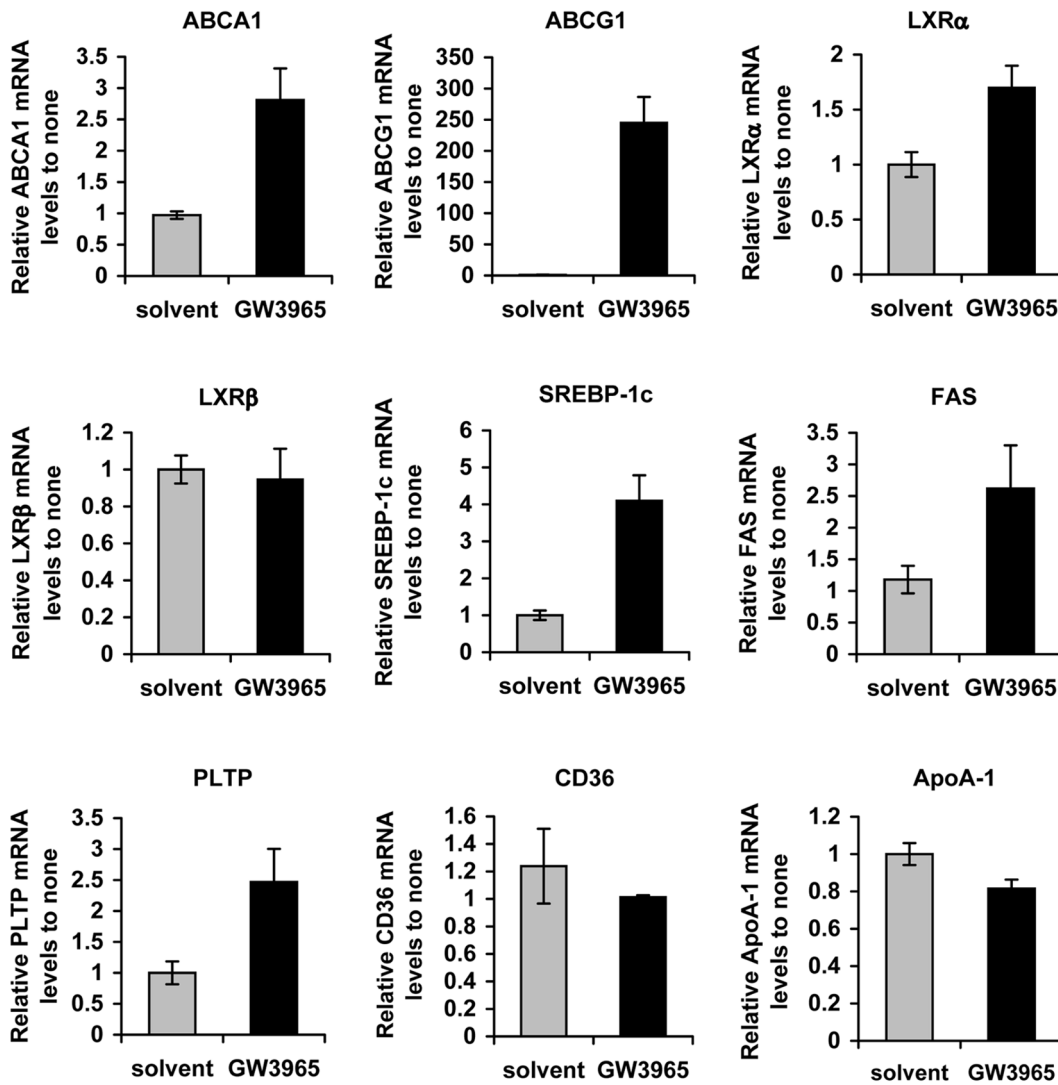 ABCA1
Relative ABCA1 mRNA
levels to none
3.5
3
2.5
2
1.5
1
0.5
0
solvent GW3965
ABCG1
Relative ABCG1 mRNA
levels to none
350
300
250
200
150
100
50
0
solvent GW3965
LXRα
Relative LXRα mRNA
levels to none
2
1.5
1
0.5
0
solvent GW3965
LXRβ
Relative LXRβ mRNA
levels to none
1.2
1
0.8
0.6
0.4
0.2
0
solvent GW3965
SREBP-1c
Relative SREBP-1c mRNA
levels to none
6
5
4
3
2
1
0
solvent GW3965
FAS
Relative FAS mRNA
levels to none
3.5
3
2.5
2
1.5
1
0.5
0
solvent GW3965
PLTP
Relative PLTP mRNA
levels to none
3.5
3
2.5
2
1.5
1
0.5
0
solvent GW3965
CD36
Relative CD36 mRNA
levels to none
1.6
1.4
1.2
1
0.8
0.6
0.4
0.2
0
solvent GW3965
ApoA-1
Relative ApoA-1 mRNA
levels to none
1.2
1
0.8
0.6
0.4
0.2
0
solvent GW3965